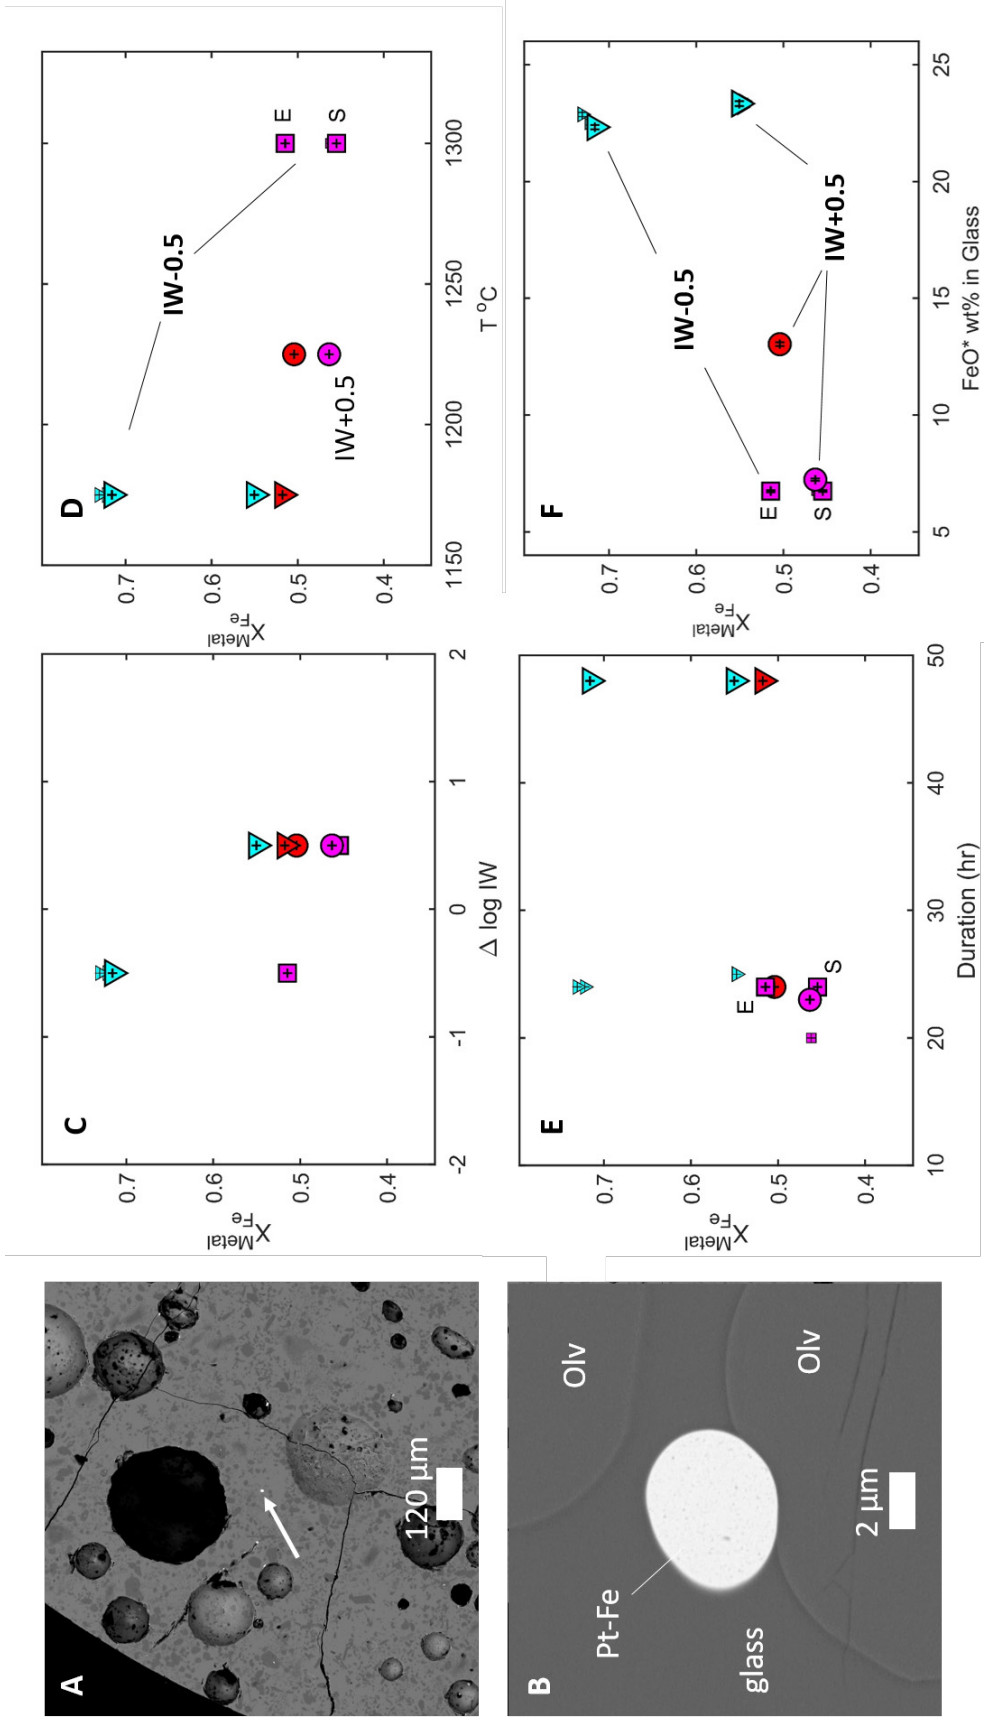 A
120 µm
B
Pt-Fe
glass
Olv
Olv
2 µm
C
X Metal Fe
0.7
0.6
0.5
0.4
-2
-1
0
1
2
Δ log IW
D
X Metal Fe
0.7
0.6
0.5
0.4
1150
1200
1250
1300
T °C
IW-0.5
IW+0.5
E
S
E
X Metal Fe
0.7
0.6
0.5
0.4
10
20
30
40
50
Duration (hr)
E
S
F
X Metal Fe
0.7
0.6
0.5
0.4
5
10
15
20
25
FeO* wt% in Glass
IW-0.5
IW+0.5
E
S